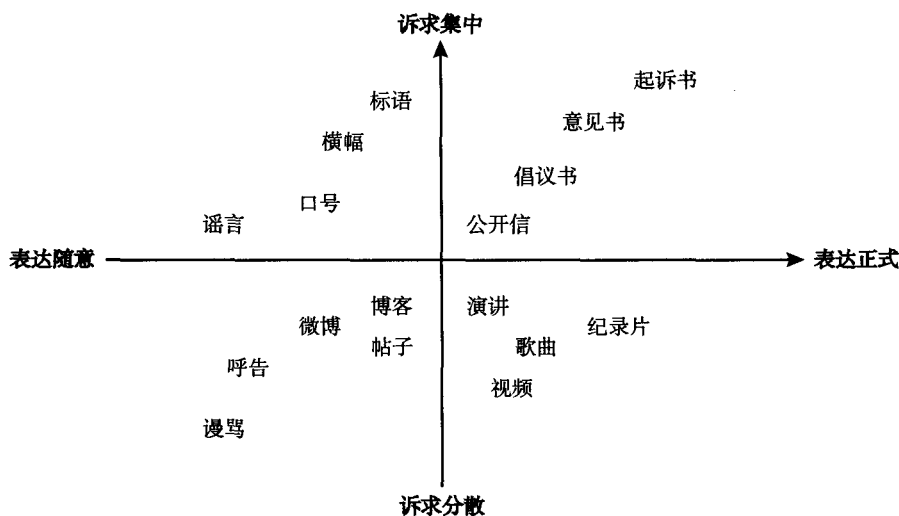 诉求集中
起诉书
标语
意见书
横幅
倡议书
口号
谣言
公开信
表达随意
表达正式
博客
演讲
微博
纪录片
帖子
歌曲
呼告
视频
谩骂
诉求分散